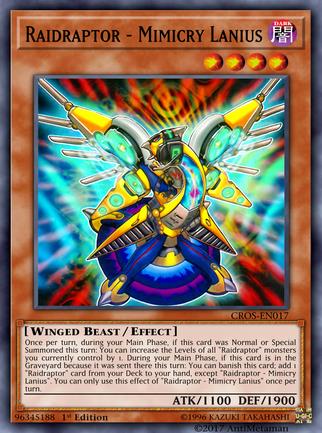 Raidraptor - Mimicry Lanius
DARK
闇
CROS-EN017
[Winged Beast / Effect]
Once per turn, during your Main Phase, if this card was Normal or Special
Summoned this turn: You can increase the Levels of all "Raidraptor" monsters
you currently control by 1. During your Main Phase, if this card is in the
Graveyard because it was sent there this turn: You can banish this card; add 1
"Raidraptor" card from your Deck to your hand, except "Raidraptor - Mimicry
Lanius". You can only use this effect of "Raidraptor - Mimicry Lanius" once per
turn.
ATK/1100 DEF/1900
96345188 1st Edition ©1996 KAZUKI TAKAHASHI
©2017 AntiMetaman